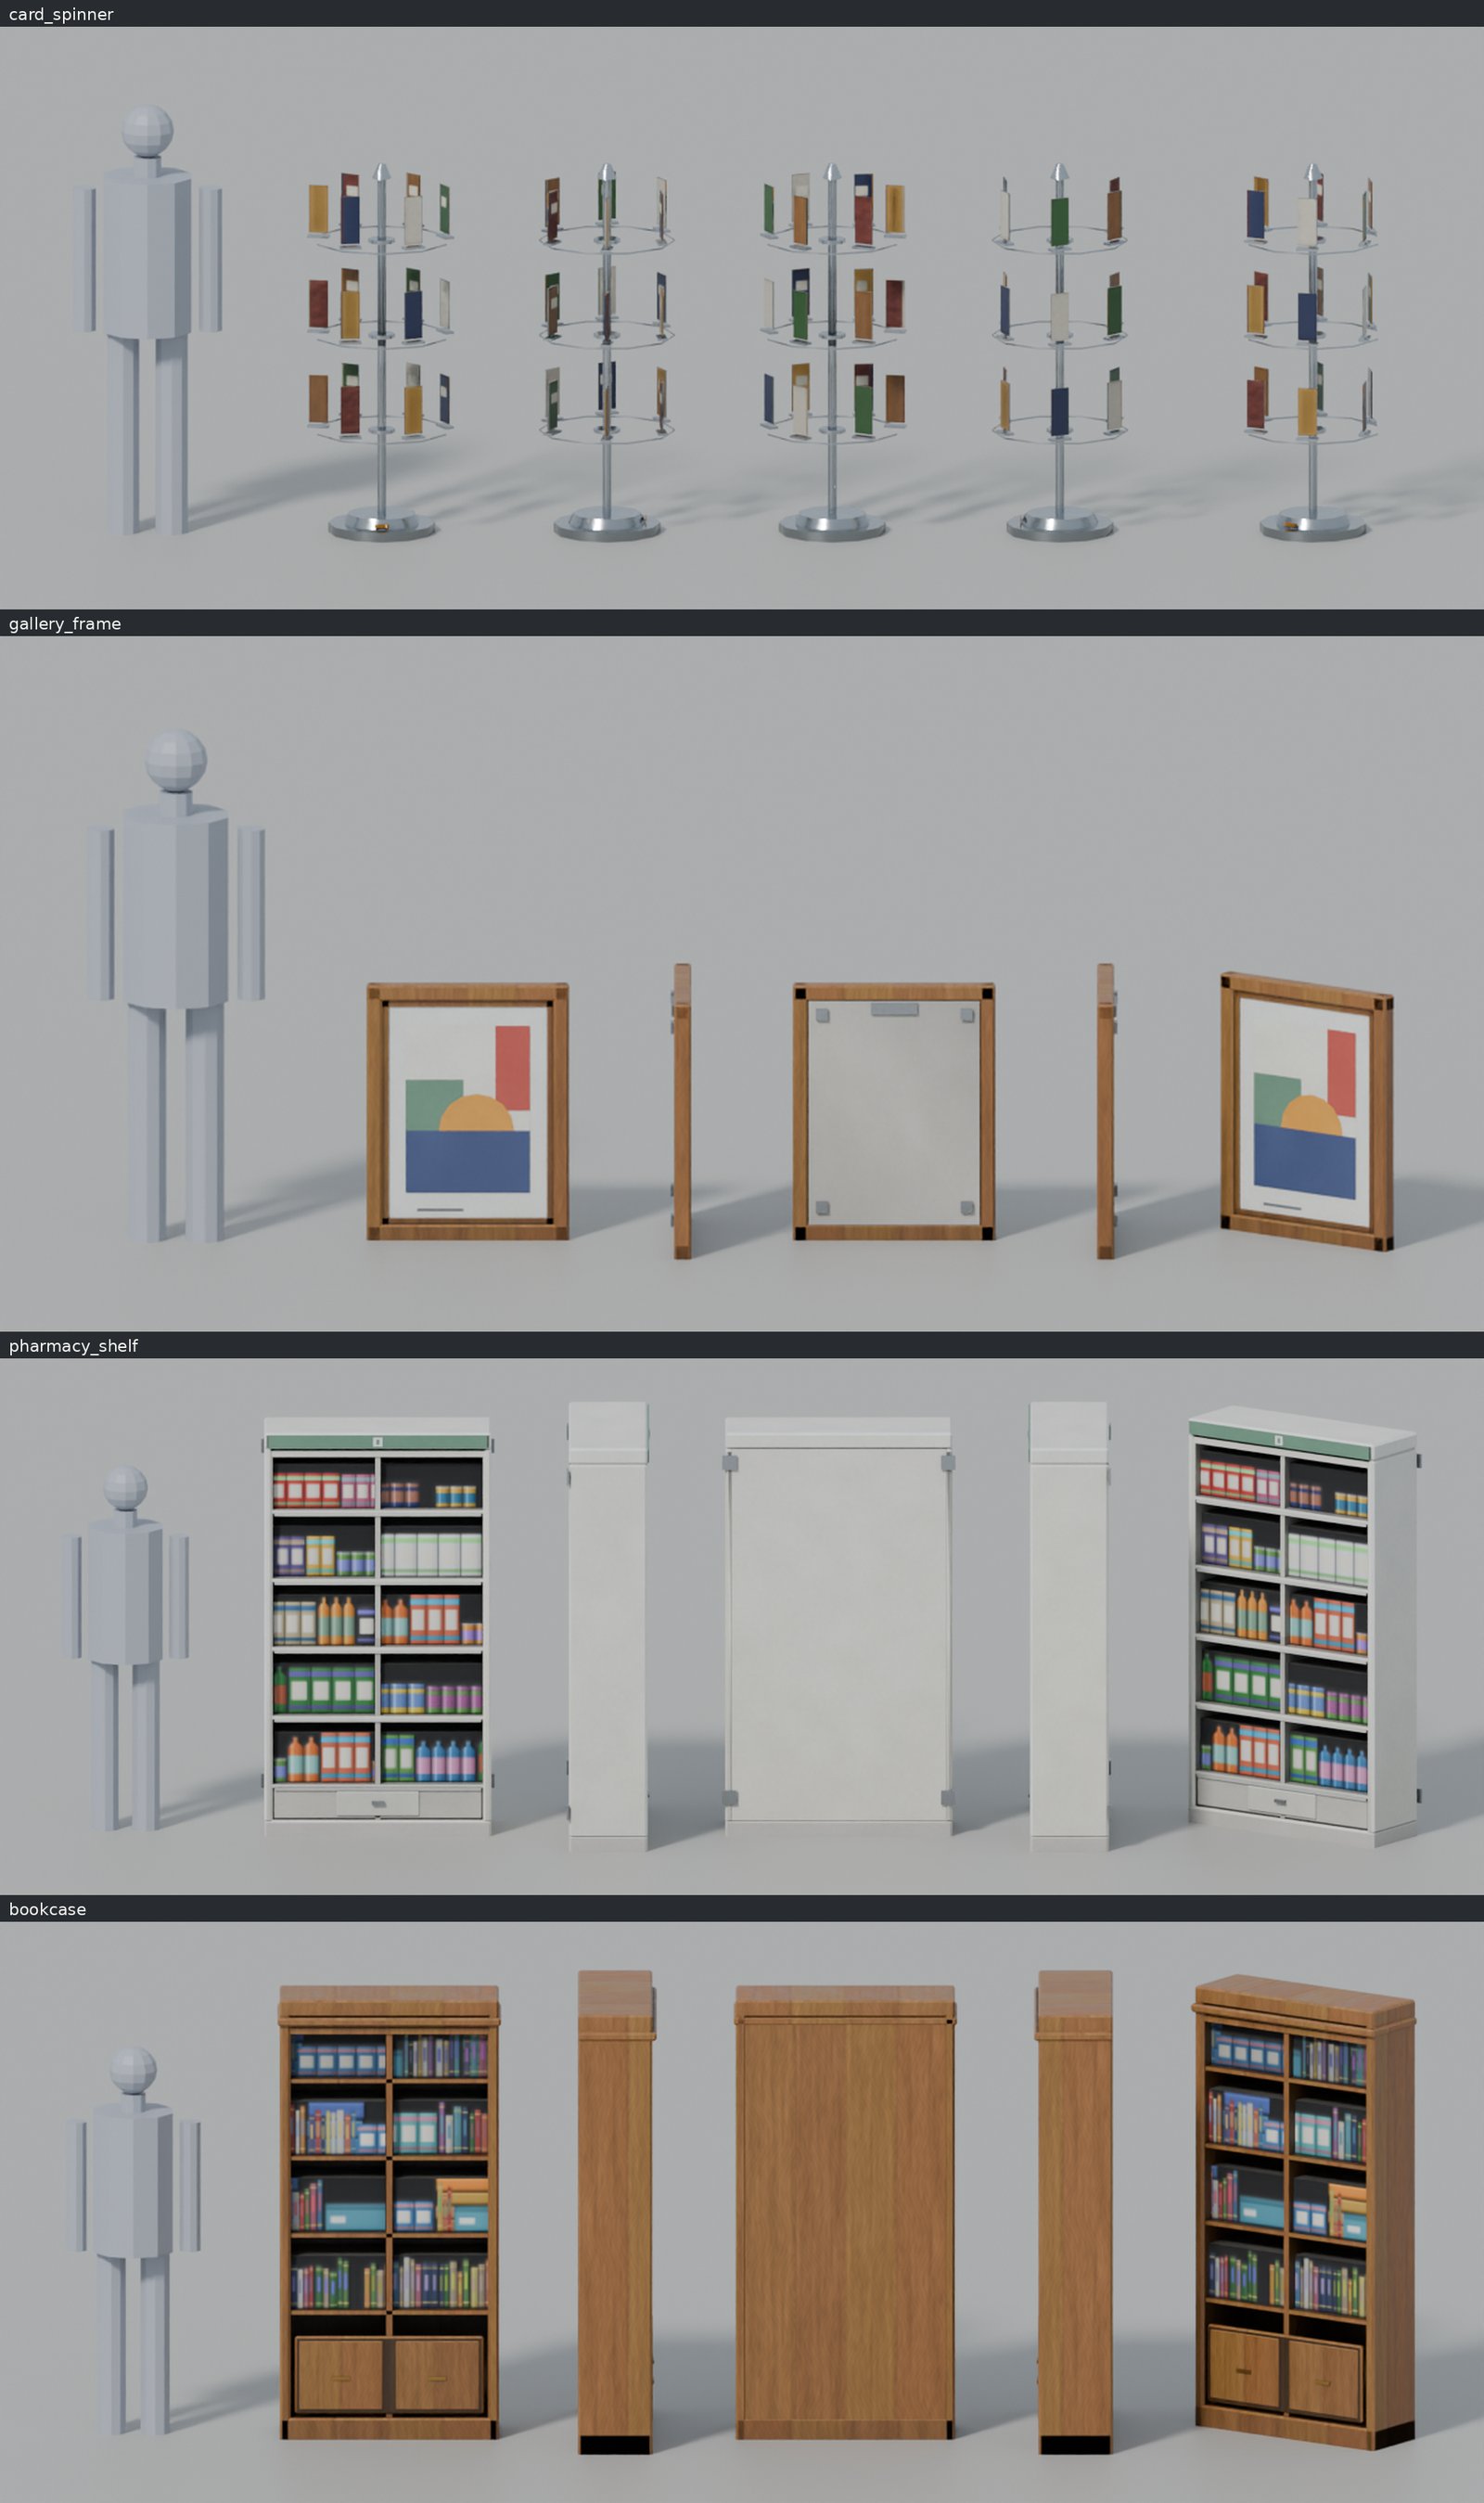 card_spinner
gallery_frame
pharmacy_shelf
bookcase